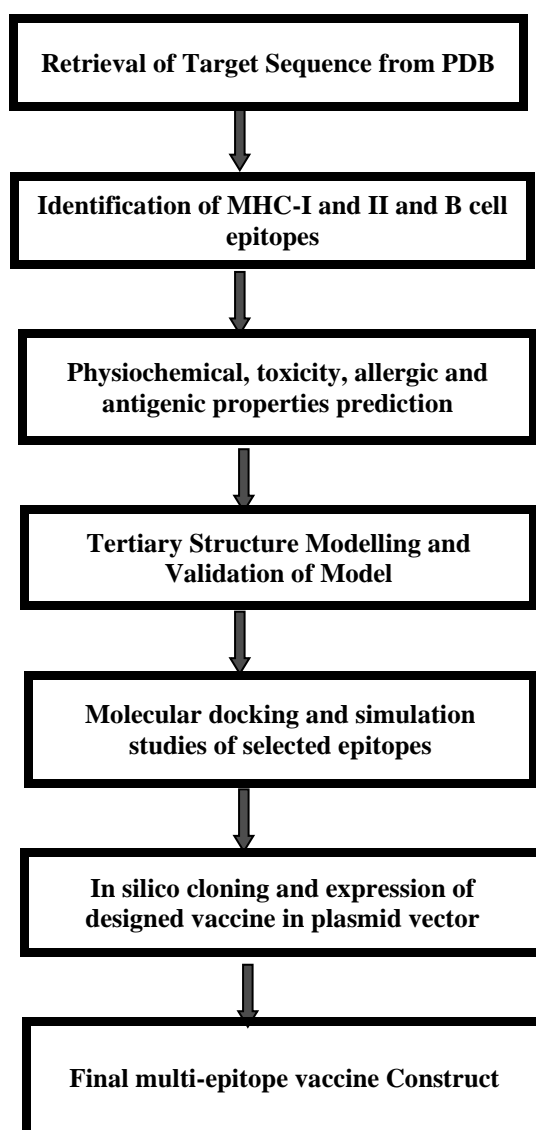 Retrieval of Target Sequence from PDB
Identification of MHC-I and II and B cell
epitopes
Physiochemical, toxicity, allergic and
antigenic properties prediction
Tertiary Structure Modelling and
Validation of Model
Molecular docking and simulation
studies of selected epitopes
In silico cloning and expression of
designed vaccine in plasmid vector
Final multi-epitope vaccine Construct